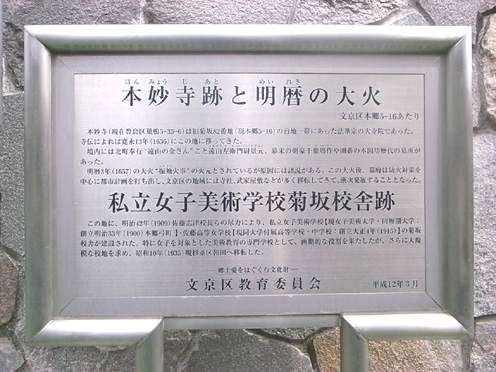 ほん みょう じ あと めい れき
本妙寺跡と明暦の大火
文京区本郷5-16あたり
本妙寺(現在豊島区巣鴨5-35-6)は旧菊坂82番地(現本郷5-16)の台地一帯にあった法華宗の大寺院であった。
寺伝によれば寛永13年(1636)にこの地に移ってきた。
境内には北町奉行"遠山の金さん"こと遠山左衛門尉景元、幕末の剣豪千葉周作や囲碁の本因坊歴代の墓所が
あった。
明暦3年(1657)の大火"振袖火事"の火元とされているが原因には諸説がある。この大火後、幕府は防火対策を
中心に都市計画を打ち出し、文京区の地域には寺社、武家屋敷などが多く移転してきて、漸次発展することとなった。
私立女子美術学校菊坂校舎跡
この地に、明治42年(1909)佐藤志津校長らの尽力により、私立女子美術学校【現女子美術大学・同短期大学:
創立明治33年(1900)本郷弓町】・佐藤高等女学校【現同大学付属高等学校・中学校:創立大正4年(1915)】の菊坂
校舎が建設された。特に女子を対象とした美術教育の専門学校として、画期的な役割を果たしたが、さらに大規
模な校地を求め、昭和10年(1935)現杉並区和田へ移転した。
―郷土愛をはぐくむ文化財―
文京区教育委員会 平成12年3月